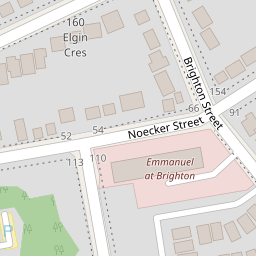 160
Elgin
Cres
Brighton Street
154
66
91
Noecker Street
54
52
113
110
Emmanuel
at Brighton
P